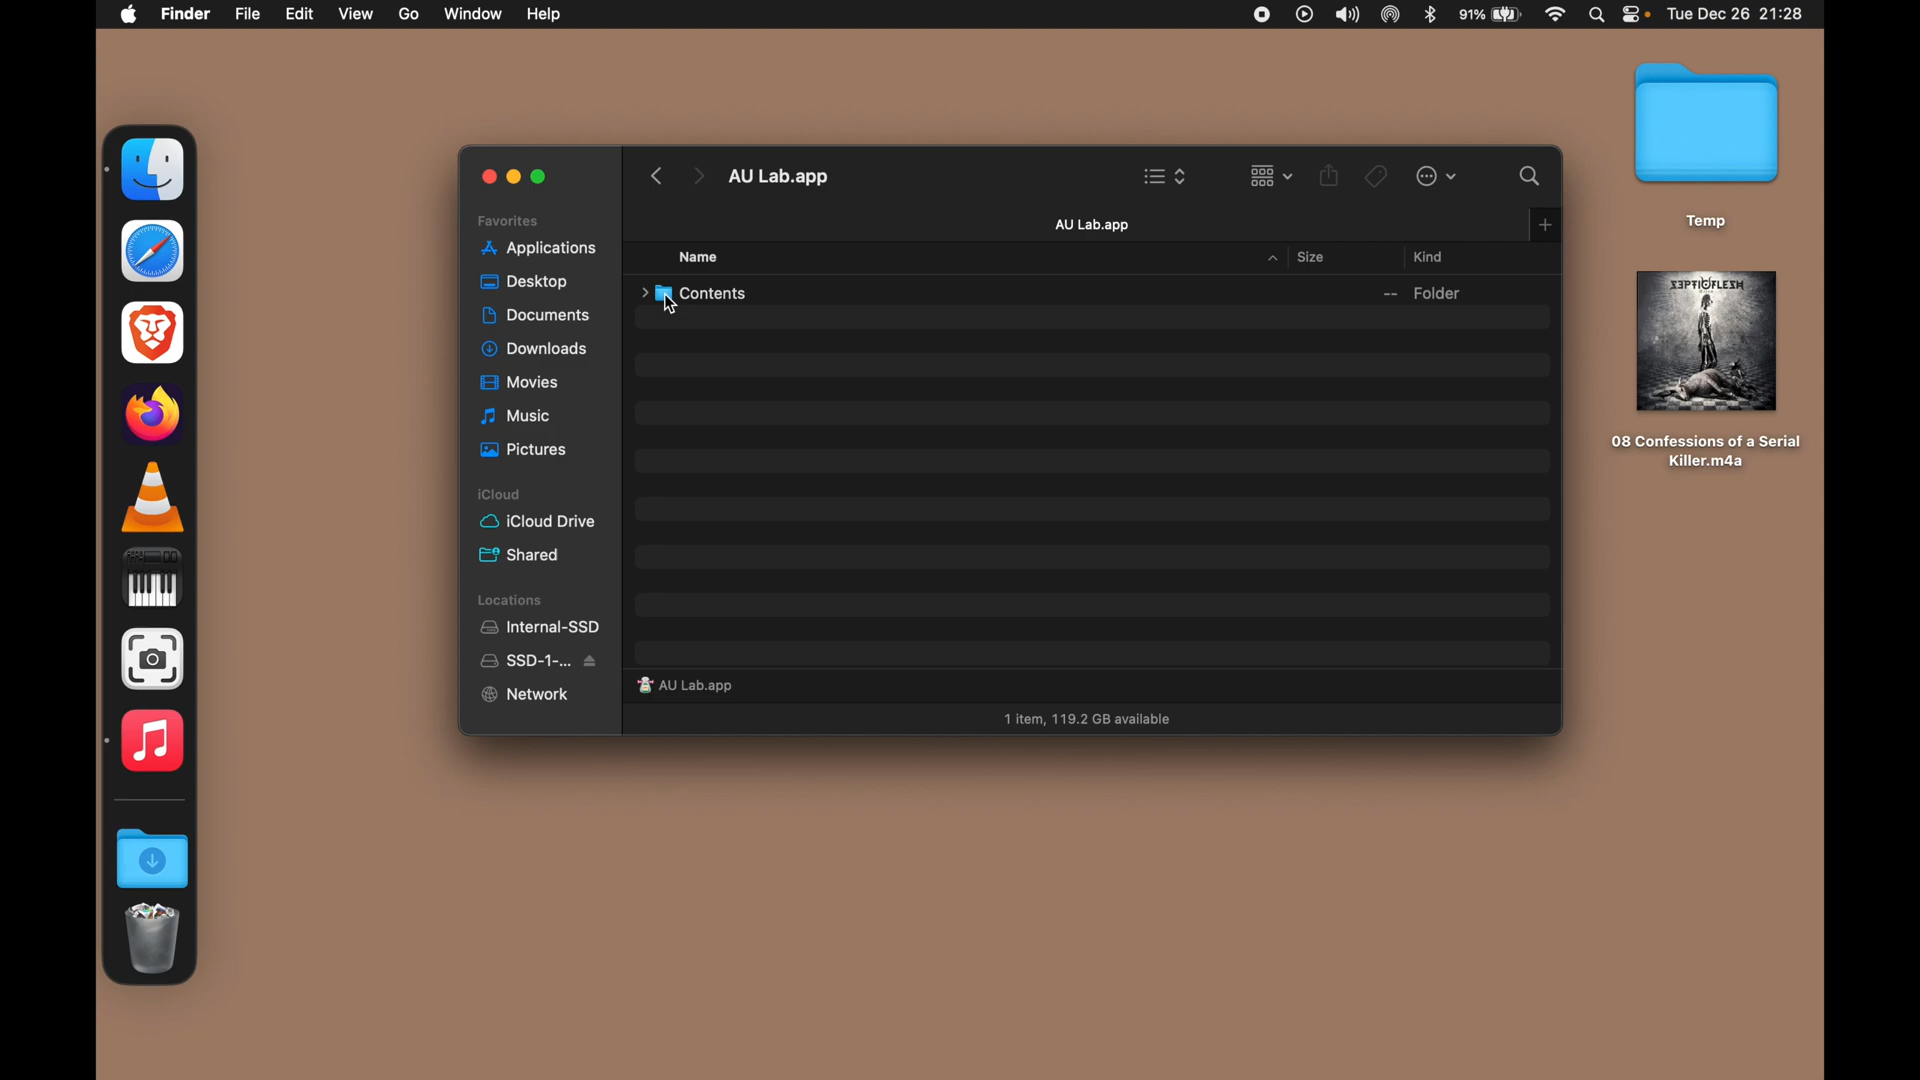 Finder File Edit View Go Window Help 91% Tue Dec 26 21:28
AU Lab.app
AU Lab.app
Favorites
Applications
Desktop
Documents
Downloads
Movies
Music
Pictures
iCloud
iCloud Drive
Shared
Locations
Internal-SSD
SSD-1-...
Network
Name Size Kind
Contents -- Folder
AU Lab.app
1 item, 119.2 GB available
Temp
SEPTICFLESH
08 Confessions of a Serial
Killer.m4a